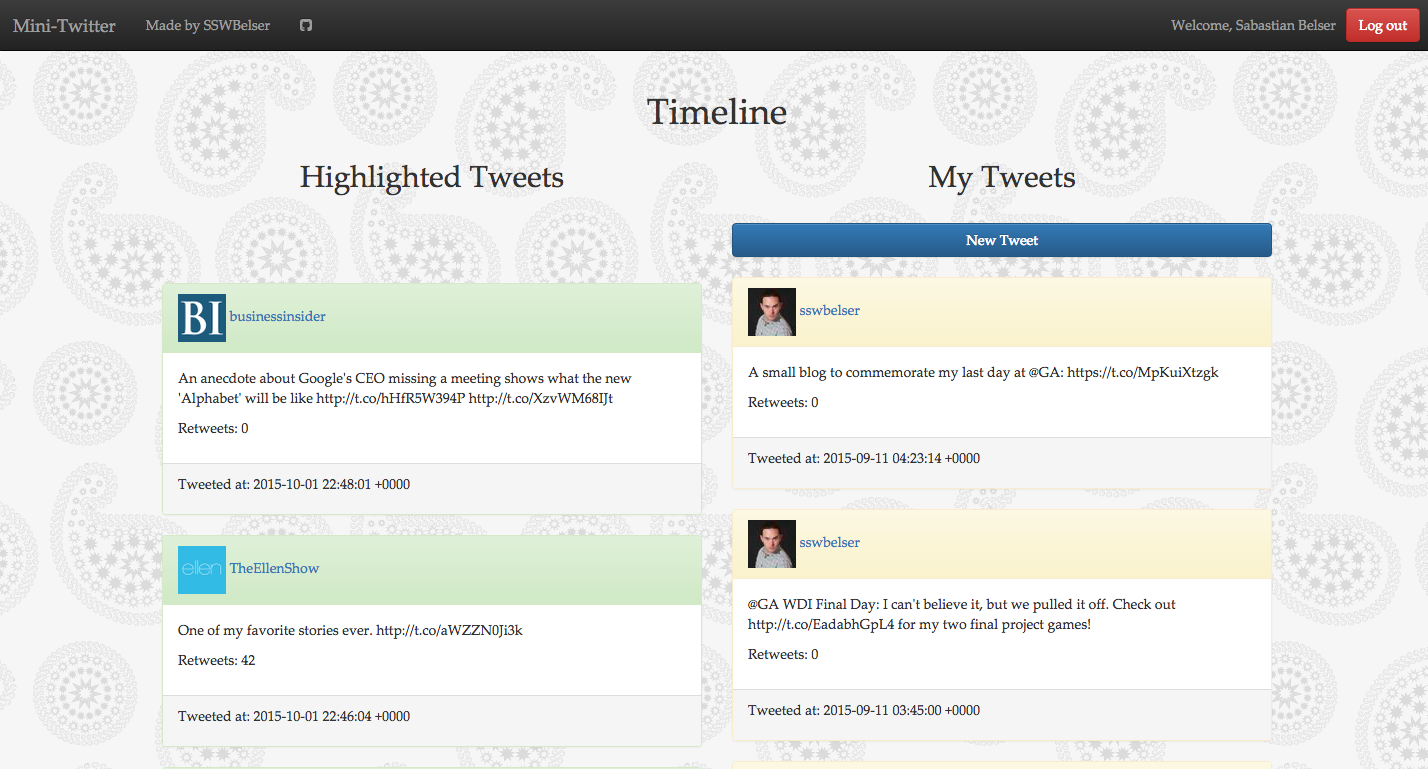 Mini-Twitter Made by SSWBelser Welcome, Sabastian Belser Log out
Timeline
Highlighted Tweets
BI businessinsider
An anecdote about Google's CEO missing a meeting shows what the new
'Alphabet' will be like http://t.co/hHfR5W394P http://t.co/XzvWM68IJt
Retweets: 0
Tweeted at: 2015-10-01 22:48:01 +0000
ellen TheEllenShow
One of my favorite stories ever. http://t.co/aWZZN0Ji3k
Retweets: 42
Tweeted at: 2015-10-01 22:46:04 +0000
My Tweets
New Tweet
sswbelser
A small blog to commemorate my last day at @GA: https://t.co/MpKuiXtzgk
Retweets: 0
Tweeted at: 2015-09-11 04:23:14 +0000
sswbelser
@GA WDI Final Day: I can't believe it, but we pulled it off. Check out
http://t.co/EadabhGpL4 for my two final project games!
Retweets: 0
Tweeted at: 2015-09-11 03:45:00 +0000